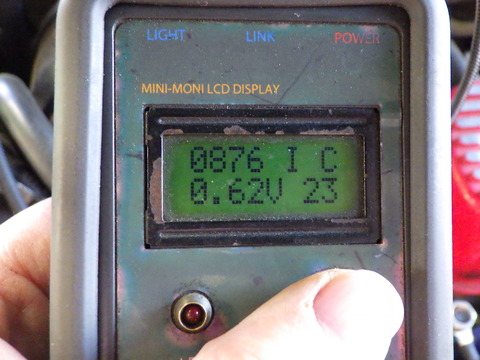 LIGHT LINK POWER
MINI-MONI LCD DISPLAY
0876 I C
0.62V 23